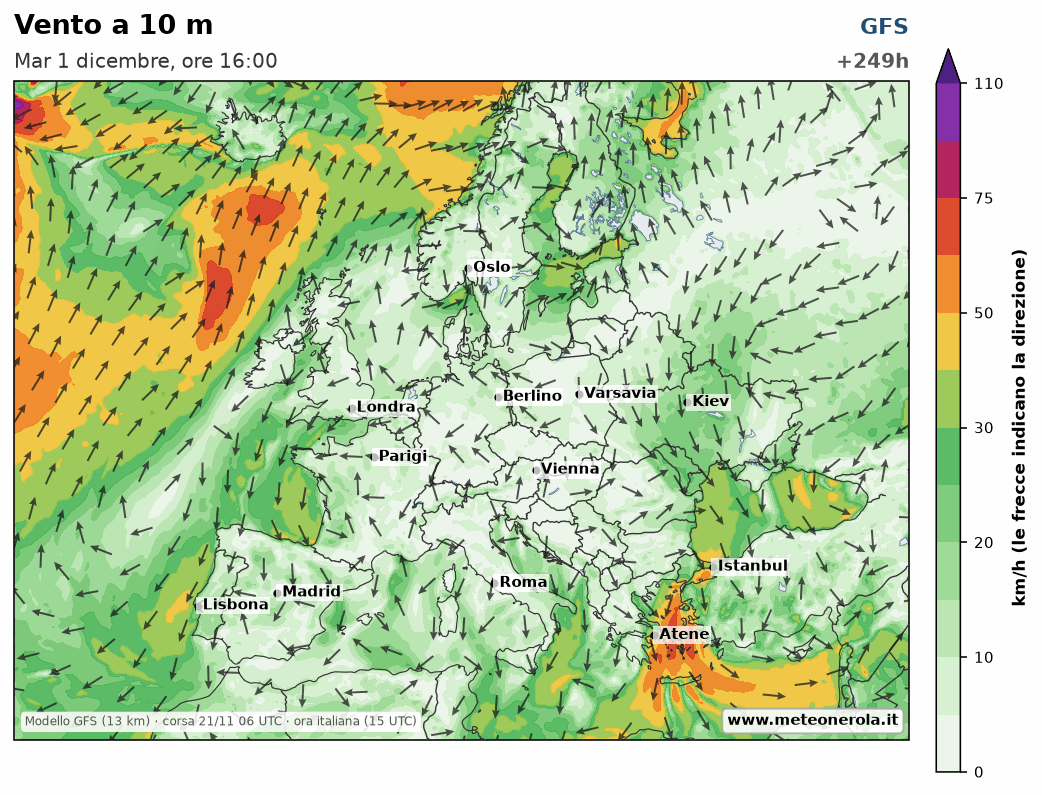 Vento a 10 m
GFS
Mar 1 dicembre, ore 16:00
+249h
110
75
50
30
20
10
0
km/h (le frecce indicano la direzione)
Oslo
Londra
Berlino
Varsavia
Kiev
Parigi
Vienna
Istanbul
Roma
Madrid
Lisbona
Atene
Modello GFS (13 km) · corsa 21/11 06 UTC · ora italiana (15 UTC)
www.meteonerola.it